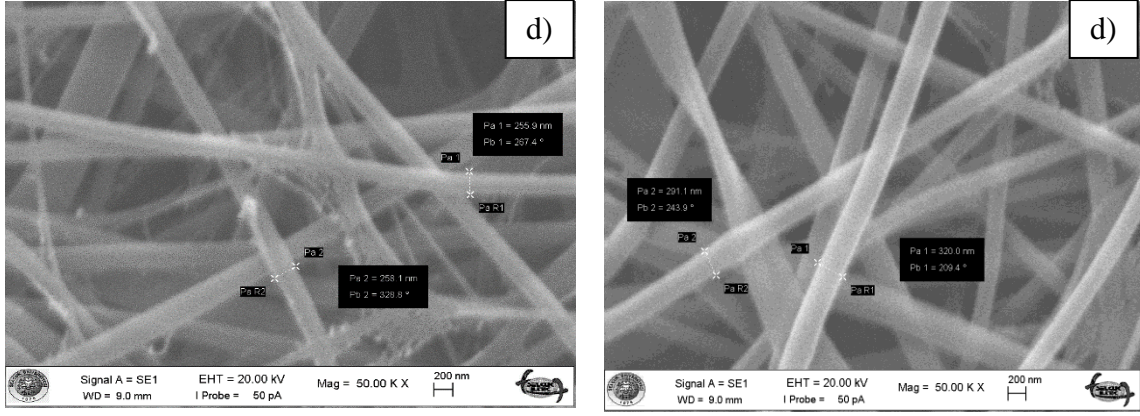 d)
Pa 1 = 255.9 nm
Pb 1 = 267.4 °
Pa 1
Pa R1
Pa 2
Pa R2
Pa 2 = 258.1 nm
Pb 2 = 328.6 °
Signal A = SE1
EHT = 20.00 kV
Mag = 50.00 K X
200 nm
WD = 9.0 mm
I Probe = 50 pA
d)
Pa 2 = 291.1 nm
Pb 2 = 243.9 °
Pa 2
Pa 1
Pa 1 = 320.0 nm
Pb 1 = 209.4 °
Pa R2
Pa R1
Signal A = SE1
EHT = 20.00 kV
Mag = 50.00 K X
200 nm
WD = 9.0 mm
I Probe = 50 pA